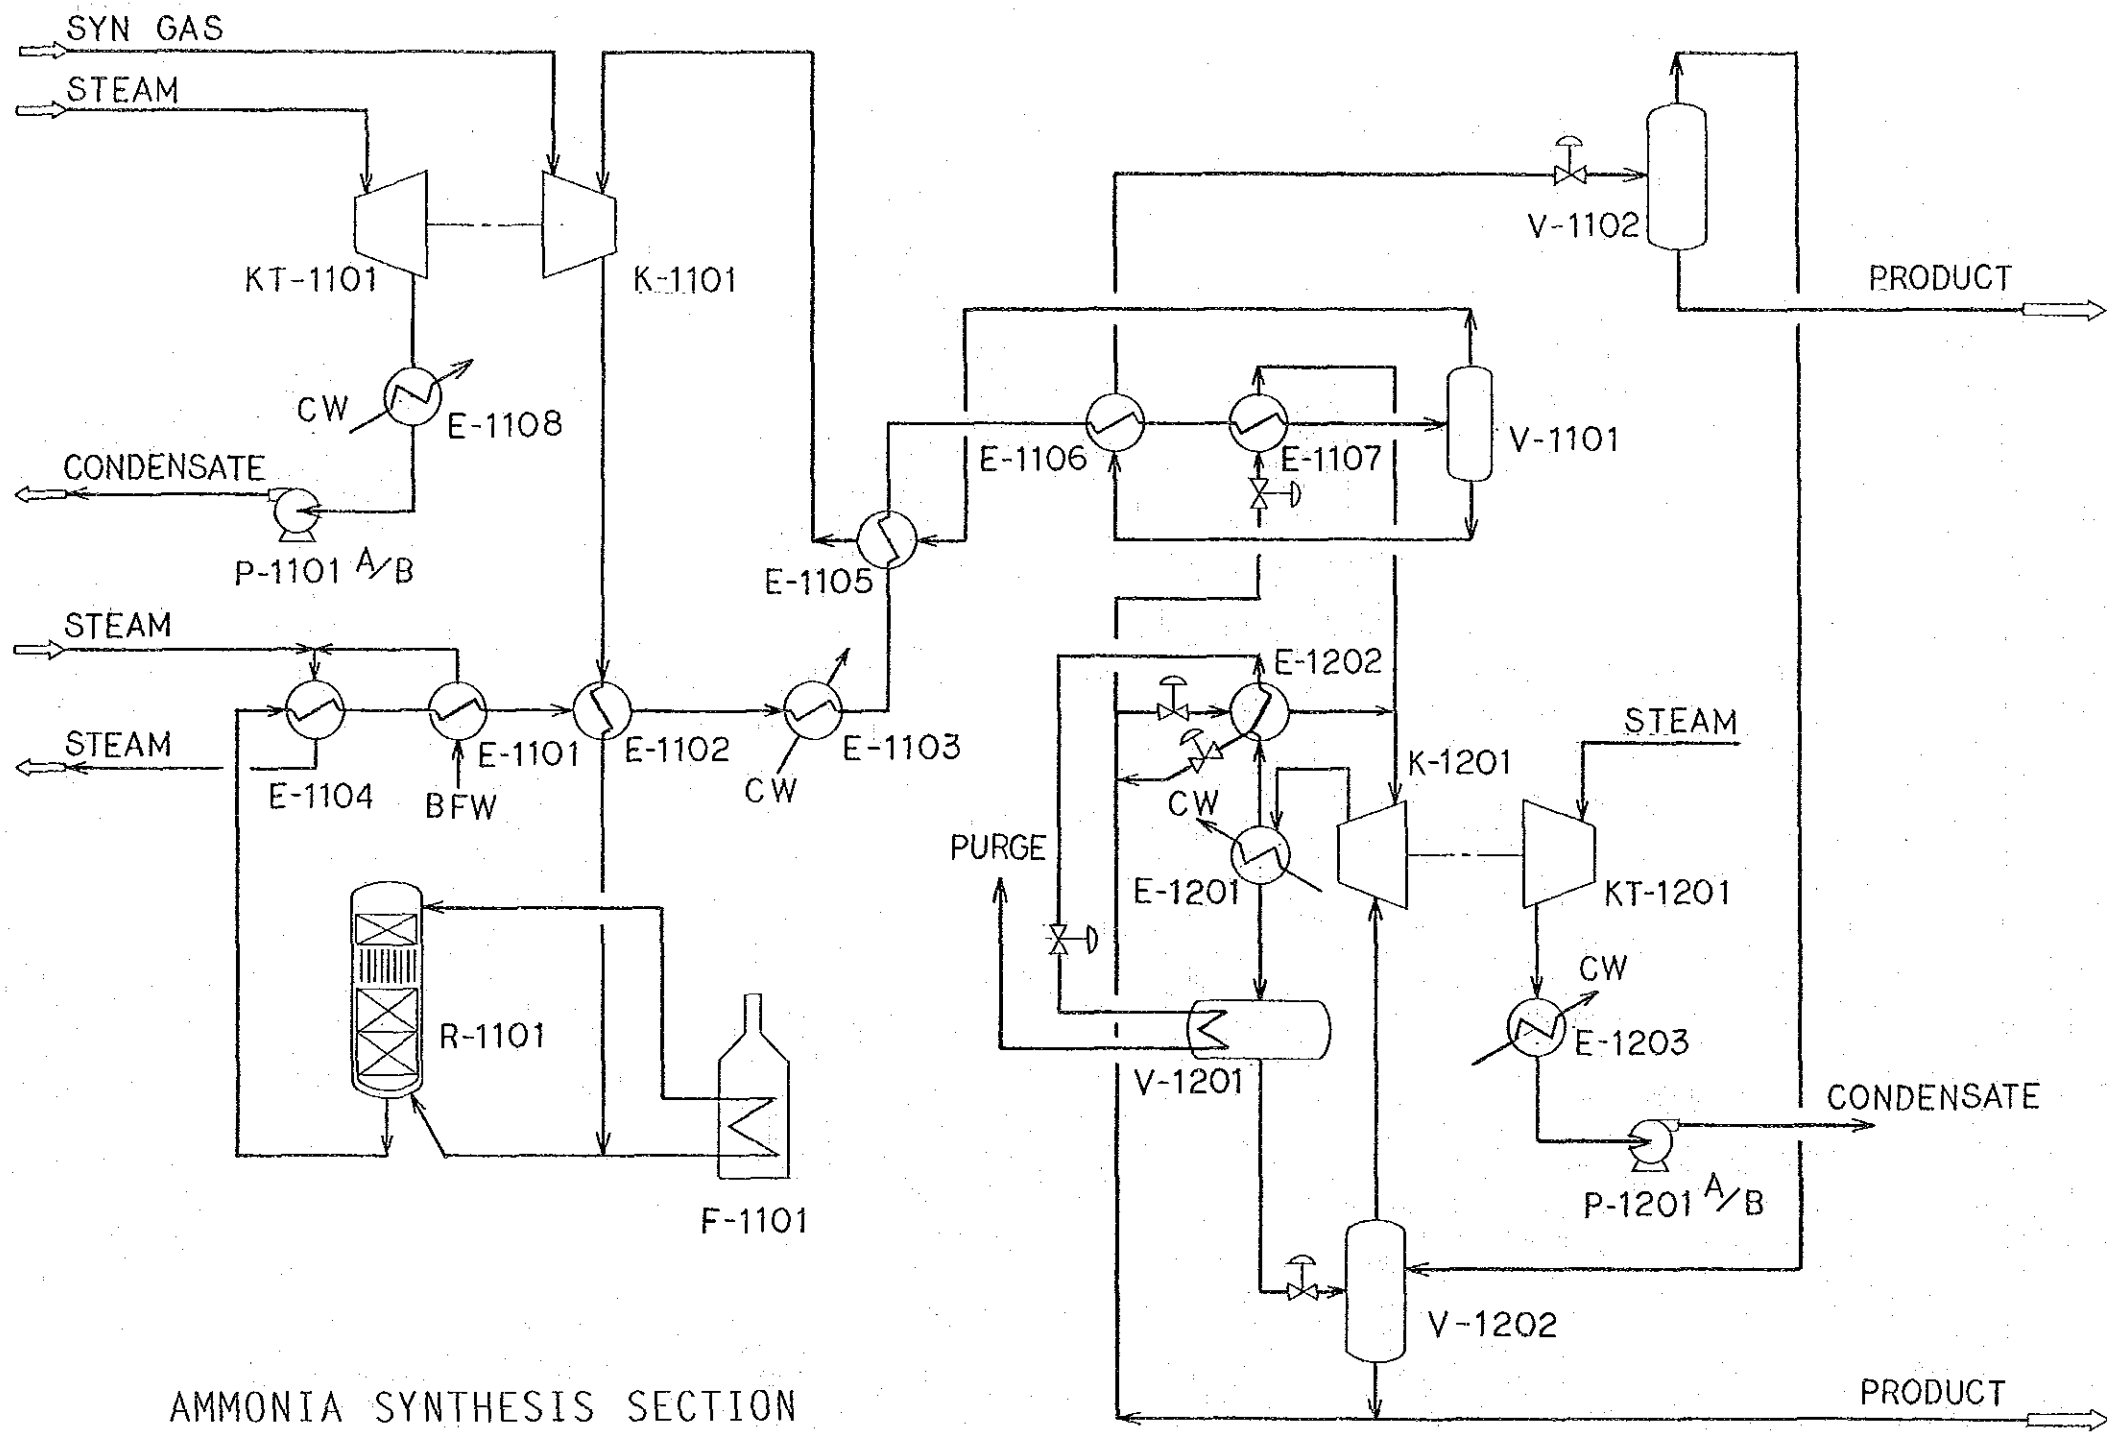 SYN GAS
STEAM
V-1102
KT-1101
K-1101
PRODUCT
CW
E-1108
CONDENSATE
E-1106
E-1107
V-1101
P-1101 A/B
E-1105
STEAM
E-1202
STEAM
STEAM
E-1101
E-1102
E-1103
K-1201
E-1104
BFW
CW
CW
PURGE
E-1201
KT-1201
CW
R-1101
E-1203
V-1201
CONDENSATE
P-1201 A/B
F-1101
V-1202
PRODUCT
AMMONIA SYNTHESIS SECTION